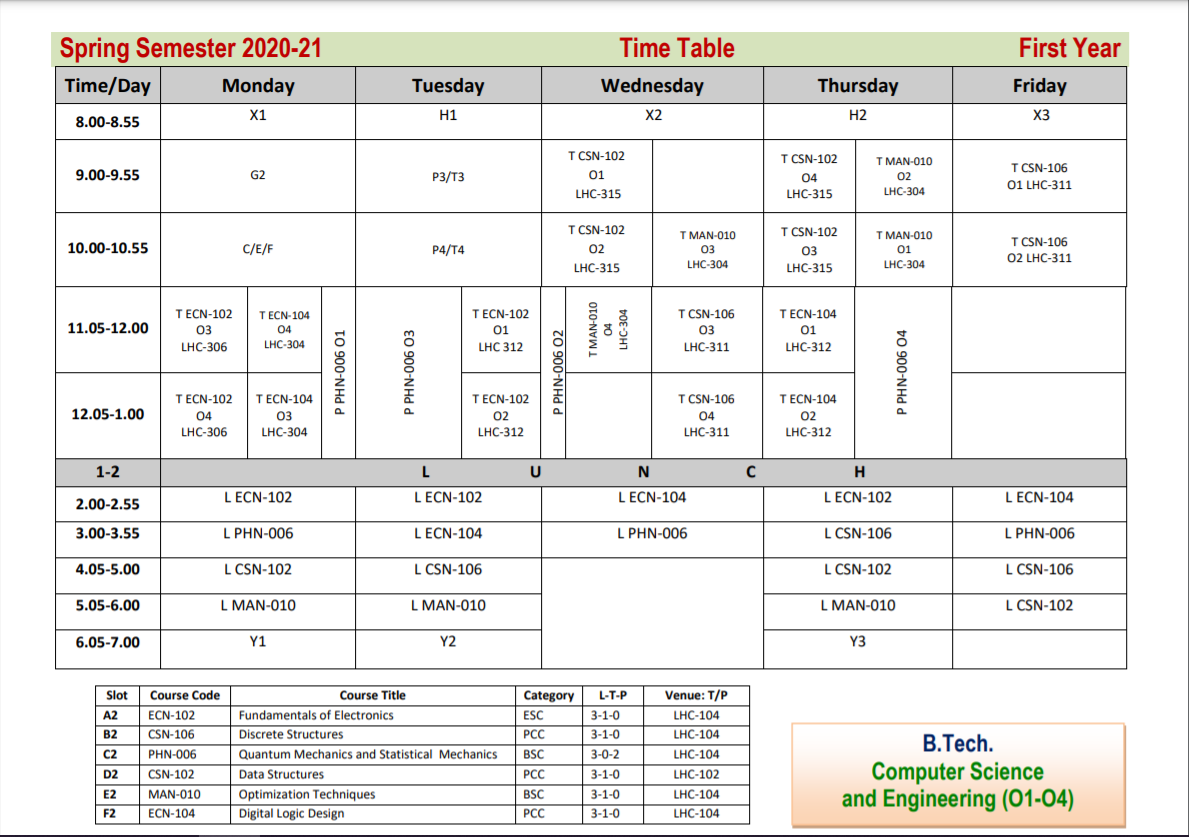 Spring Semester 2020-21 Time Table First Year
Time/Day Monday Tuesday Wednesday Thursday Friday
8.00-8.55 X1 H1 X2 H2 X3
9.00-9.55 G2 P3/T3
T CSN-102
O1
LHC-315
T CSN-102
O4
LHC-315
T MAN-010
O2
LHC-304
T CSN-106
O1 LHC-311
10.00-10.55 C/E/F P4/T4
T CSN-102
O2
LHC-315
T MAN-010
O3
LHC-304
T CSN-102
O3
LHC-315
T MAN-010
O1
LHC-304
T CSN-106
O2 LHC-311
11.05-12.00
T ECN-102
O3
LHC-306
T ECN-104
O4
LHC-304
P PHN-006 O1
P PHN-006 O3
T ECN-102
O1
LHC 312
P PHN-006 O2
T MAN-010
O4
LHC-304
T CSN-106
O3
LHC-311
T ECN-104
O1
LHC-312
P PHN-006 O4
12.05-1.00
T ECN-102
O4
LHC-306
T ECN-104
O3
LHC-304
T ECN-102
O2
LHC-312
T CSN-106
O4
LHC-311
T ECN-104
O2
LHC-312
1-2 L U N C H
2.00-2.55 L ECN-102 L ECN-102 L ECN-104 L ECN-102 L ECN-104
3.00-3.55 L PHN-006 L ECN-104 L PHN-006 L CSN-106 L PHN-006
4.05-5.00 L CSN-102 L CSN-106 L CSN-102 L CSN-106
5.05-6.00 L MAN-010 L MAN-010 L MAN-010 L CSN-102
6.05-7.00 Y1 Y2 Y3
Slot Course Code Course Title Category L-T-P Venue: T/P
A2 ECN-102 Fundamentals of Electronics ESC 3-1-0 LHC-104
B2 CSN-106 Discrete Structures PCC 3-1-0 LHC-104
C2 PHN-006 Quantum Mechanics and Statistical Mechanics BSC 3-0-2 LHC-104
D2 CSN-102 Data Structures PCC 3-1-0 LHC-102
E2 MAN-010 Optimization Techniques BSC 3-1-0 LHC-104
F2 ECN-104 Digital Logic Design PCC 3-1-0 LHC-104
B.Tech.
Computer Science
and Engineering (O1-O4)